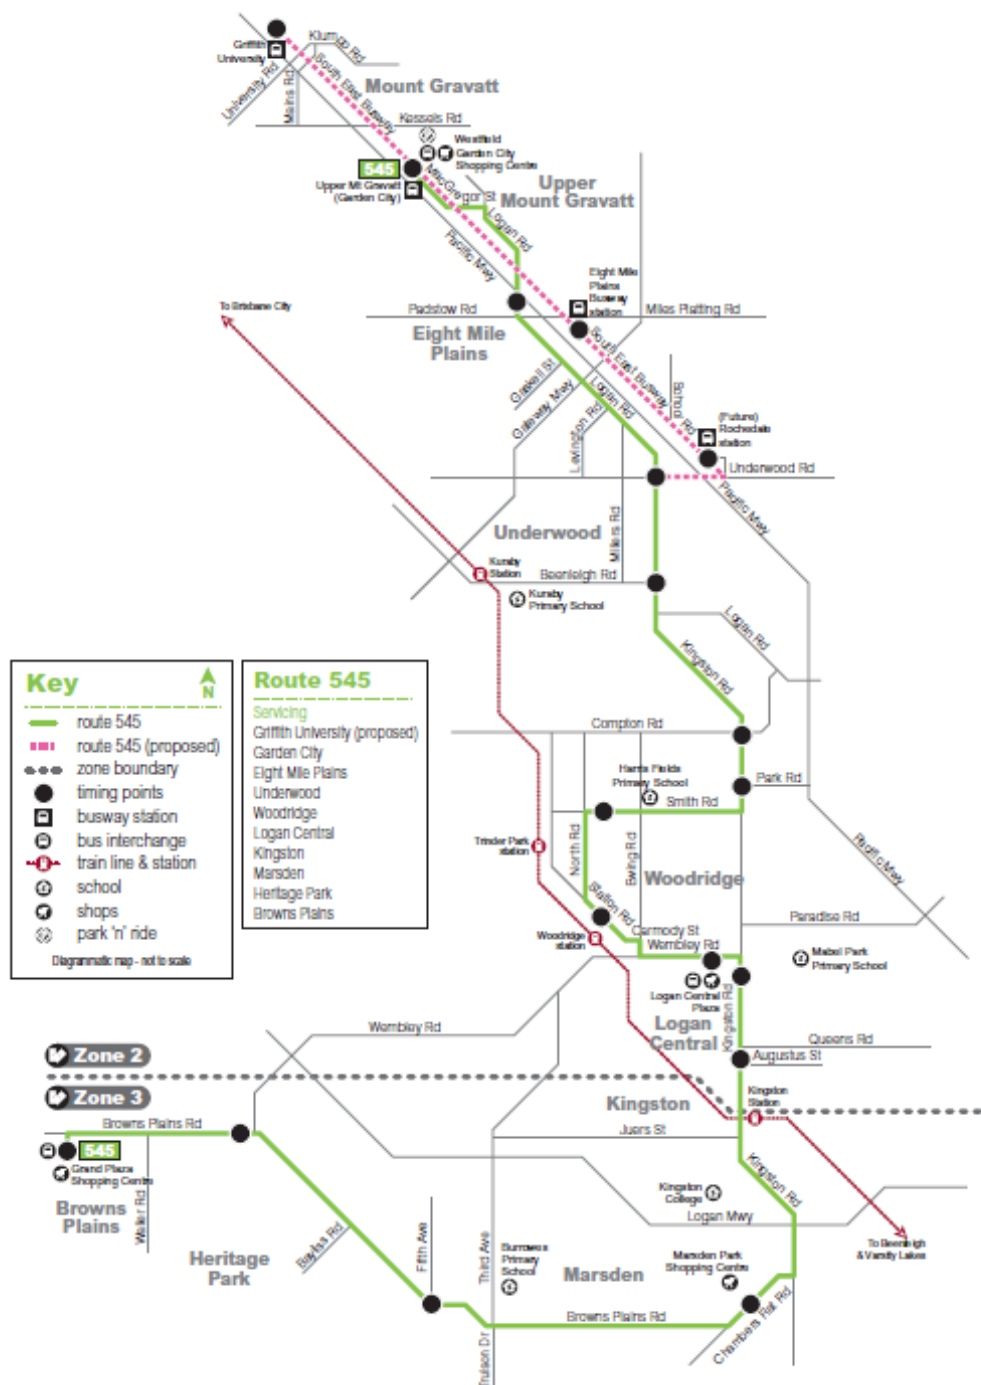 Griffith
University
Klump Rd
University Rd
Mains Rd
South East Busway
Mount Gravatt
Kessels Rd
Westfield
Garden City
Shopping Centre
545
Upper Mt Gravatt
(Garden City)
MacGregor St
Logan Rd
Upper
Mount Gravatt
Pacific Mwy
To Brisbane City
Eight Mile
Plains
Busway
station
Padstow Rd
Miles Platting Rd
Eight Mile
Plains
South East Busway
Gaskell St
Gateway Mwy
Logan Rd
Levington Rd
School Rd
(Future)
Rochedale
station
Underwood Rd
Pacific Mwy
Underwood
Millers Rd
Kuraby
Station
Beenleigh Rd
Kuraby
Primary School
Logan Rd
Kingston Rd
Key
N
route 545
route 545 (proposed)
zone boundary
timing points
busway station
bus interchange
train line & station
school
shops
park 'n' ride
Diagrammatic map - not to scale
Route 545
Servicing
Griffith University (proposed)
Garden City
Eight Mile Plains
Underwood
Woodridge
Logan Central
Kingston
Marsden
Heritage Park
Browns Plains
Compton Rd
Harris Fields
Primary School
Park Rd
Smith Rd
Trinder Park
station
North Rd
Ewing Rd
Pacific Mwy
Woodridge
Station Rd
Paradise Rd
Carmody St
Woodridge
station
Wembley Rd
Mabel Park
Primary School
Logan Central
Plaza
Kingston Rd
Logan
Central
Wembley Rd
Queens Rd
Augustus St
Zone 2
Zone 3
Kingston
Station
Kingston
Browns Plains Rd
Juers St
545
Grand Plaza
Shopping Centre
Kingston Rd
Kingston
College
Browns
Plains
Waller Rd
Logan Mwy
Bayliss Rd
Fifth Ave
Third Ave
To Beenleigh
& Varsity Lakes
Heritage
Park
Burrowes
Primary
School
Marsden
Marsden Park
Shopping Centre
Browns Plains Rd
Chambers Flat Rd
Trulson Dr